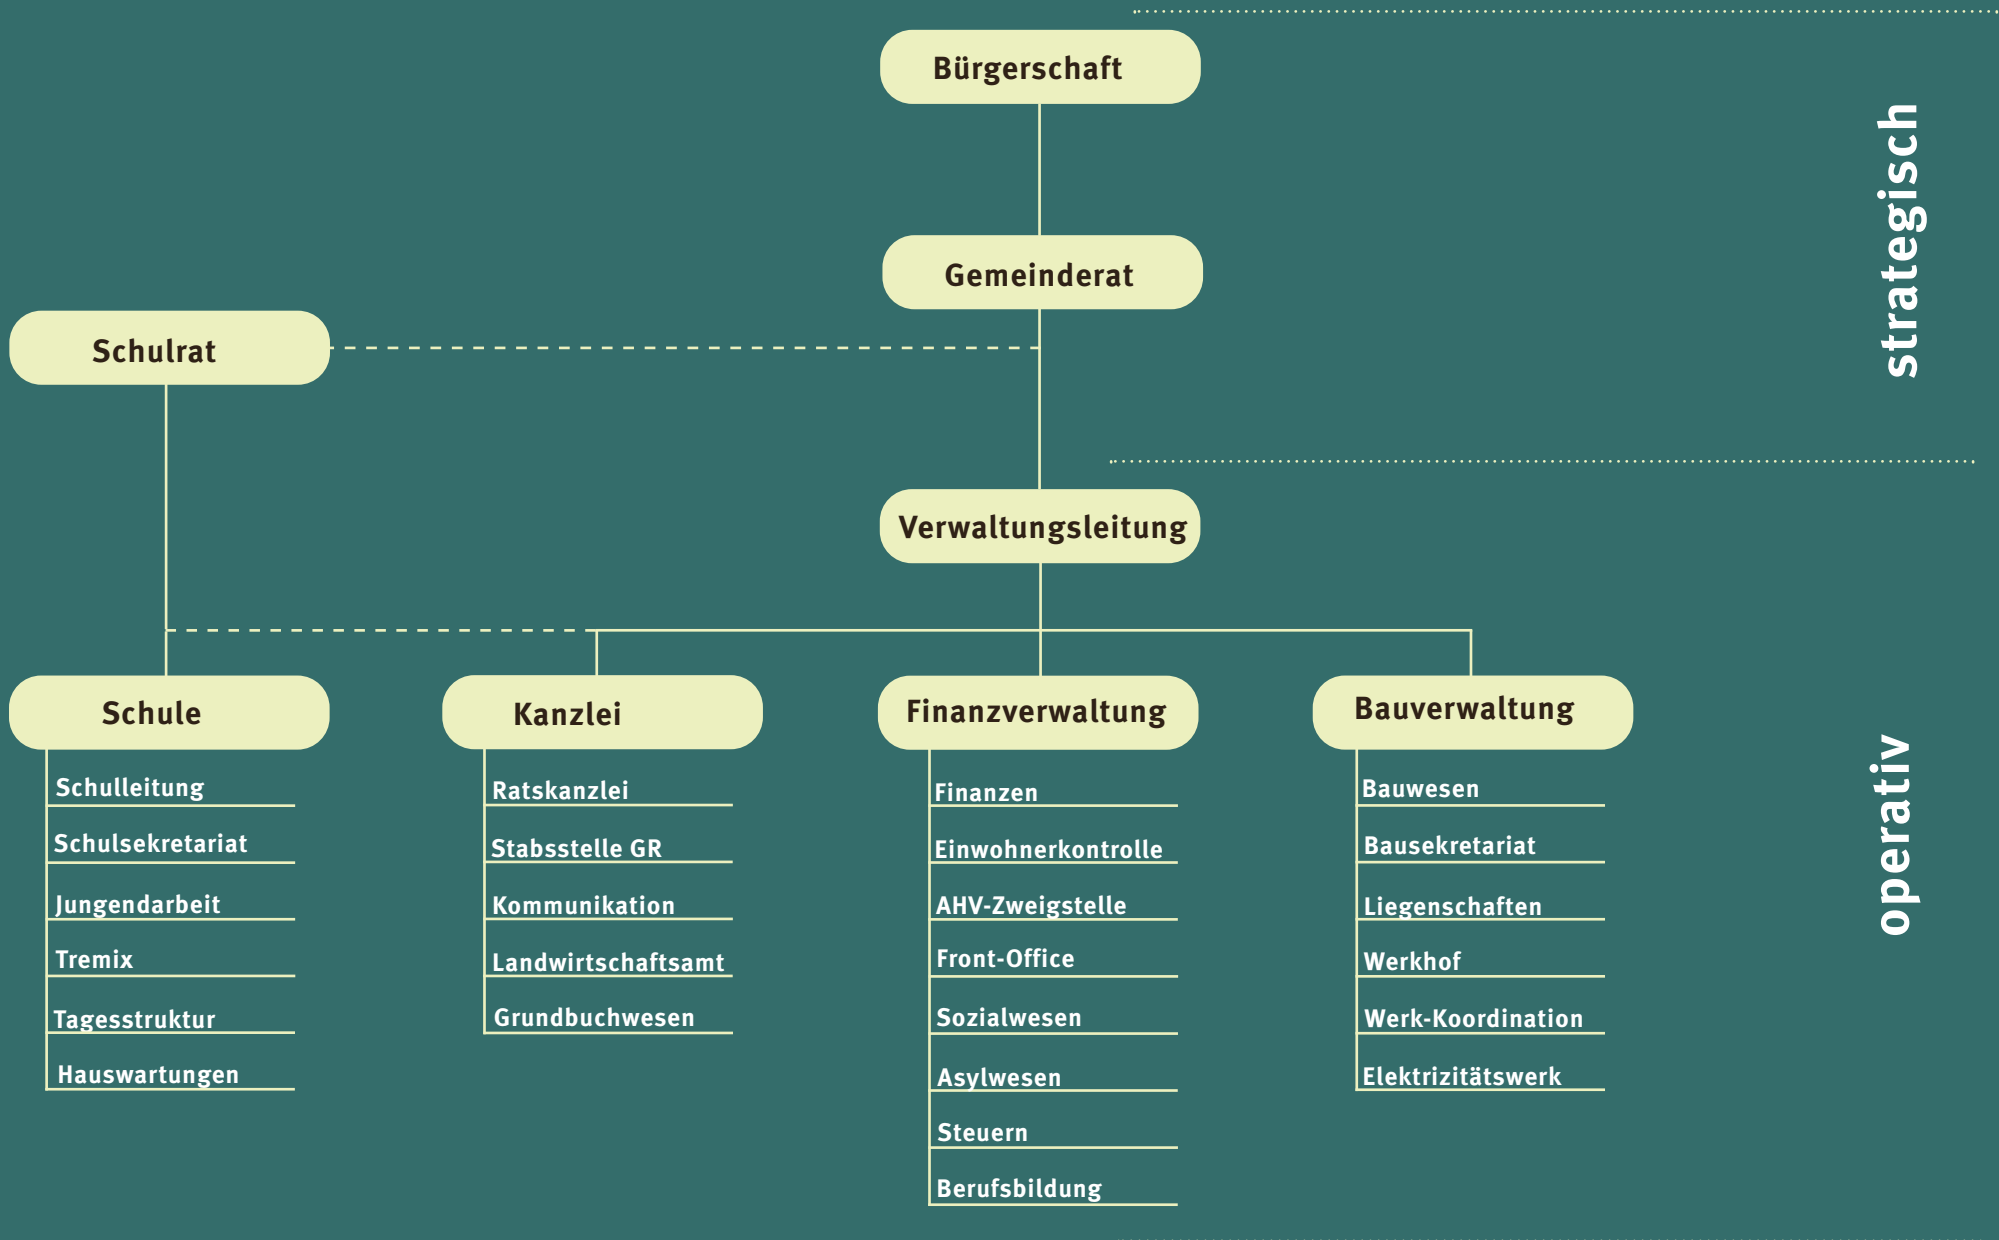 Bürgerschaft
strategisch
Gemeinderat
Schulrat
Verwaltungsleitung
operativ
Schule
Schulleitung
Schulsekretariat
Jungendarbeit
Tremix
Tagesstruktur
Hauswartungen
Kanzlei
Ratskanzlei
Stabsstelle GR
Kommunikation
Landwirtschaftsamt
Grundbuchwesen
Finanzverwaltung
Finanzen
Einwohnerkontrolle
AHV-Zweigstelle
Front-Office
Sozialwesen
Asylwesen
Steuern
Berufsbildung
Bauverwaltung
Bauwesen
Bausekretariat
Liegenschaften
Werkhof
Werk-Koordination
Elektrizitätswerk